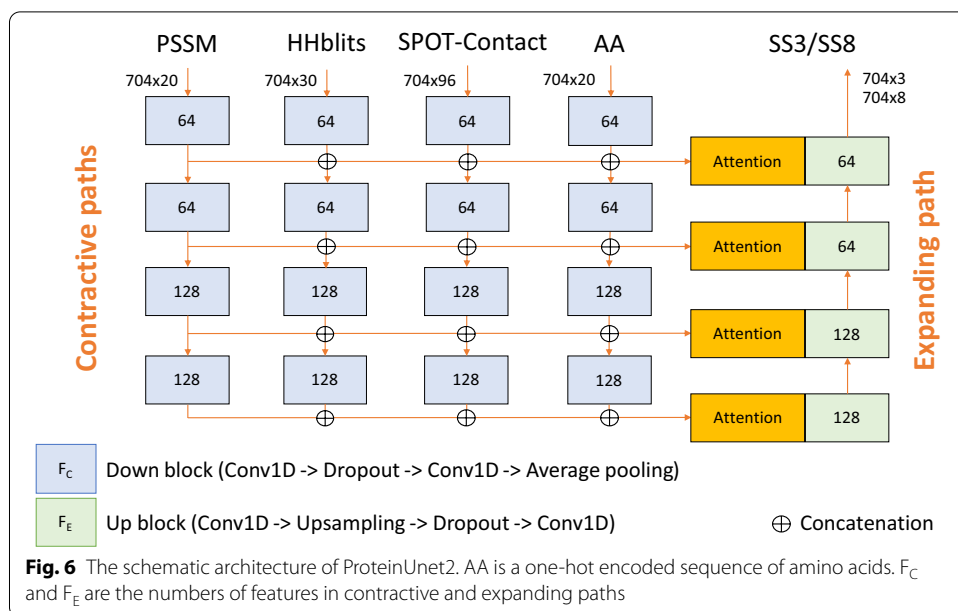 PSSM HHblits SPOT-Contact AA SS3/SS8
704x20 704x30 704x96 704x20 704x3
704x8
64 64 64 64
Attention 64
64 64 64 64
Attention 64
128 128 128 128
Attention 128
128 128 128 128
Attention 128
Contractive paths
Expanding path
F_C Down block (Conv1D -> Dropout -> Conv1D -> Average pooling)
F_E Up block (Conv1D -> Upsampling -> Dropout -> Conv1D) ⊕ Concatenation
Fig. 6 The schematic architecture of ProteinUnet2. AA is a one-hot encoded sequence of amino acids. F_C
and F_E are the numbers of features in contractive and expanding paths